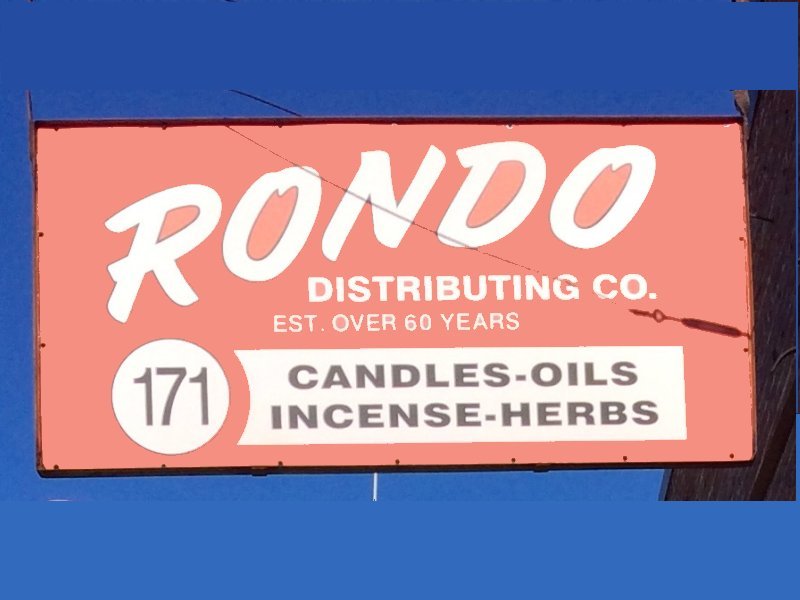 RONDO
DISTRIBUTING CO.
EST. OVER 60 YEARS
171
CANDLES-OILS
INCENSE-HERBS